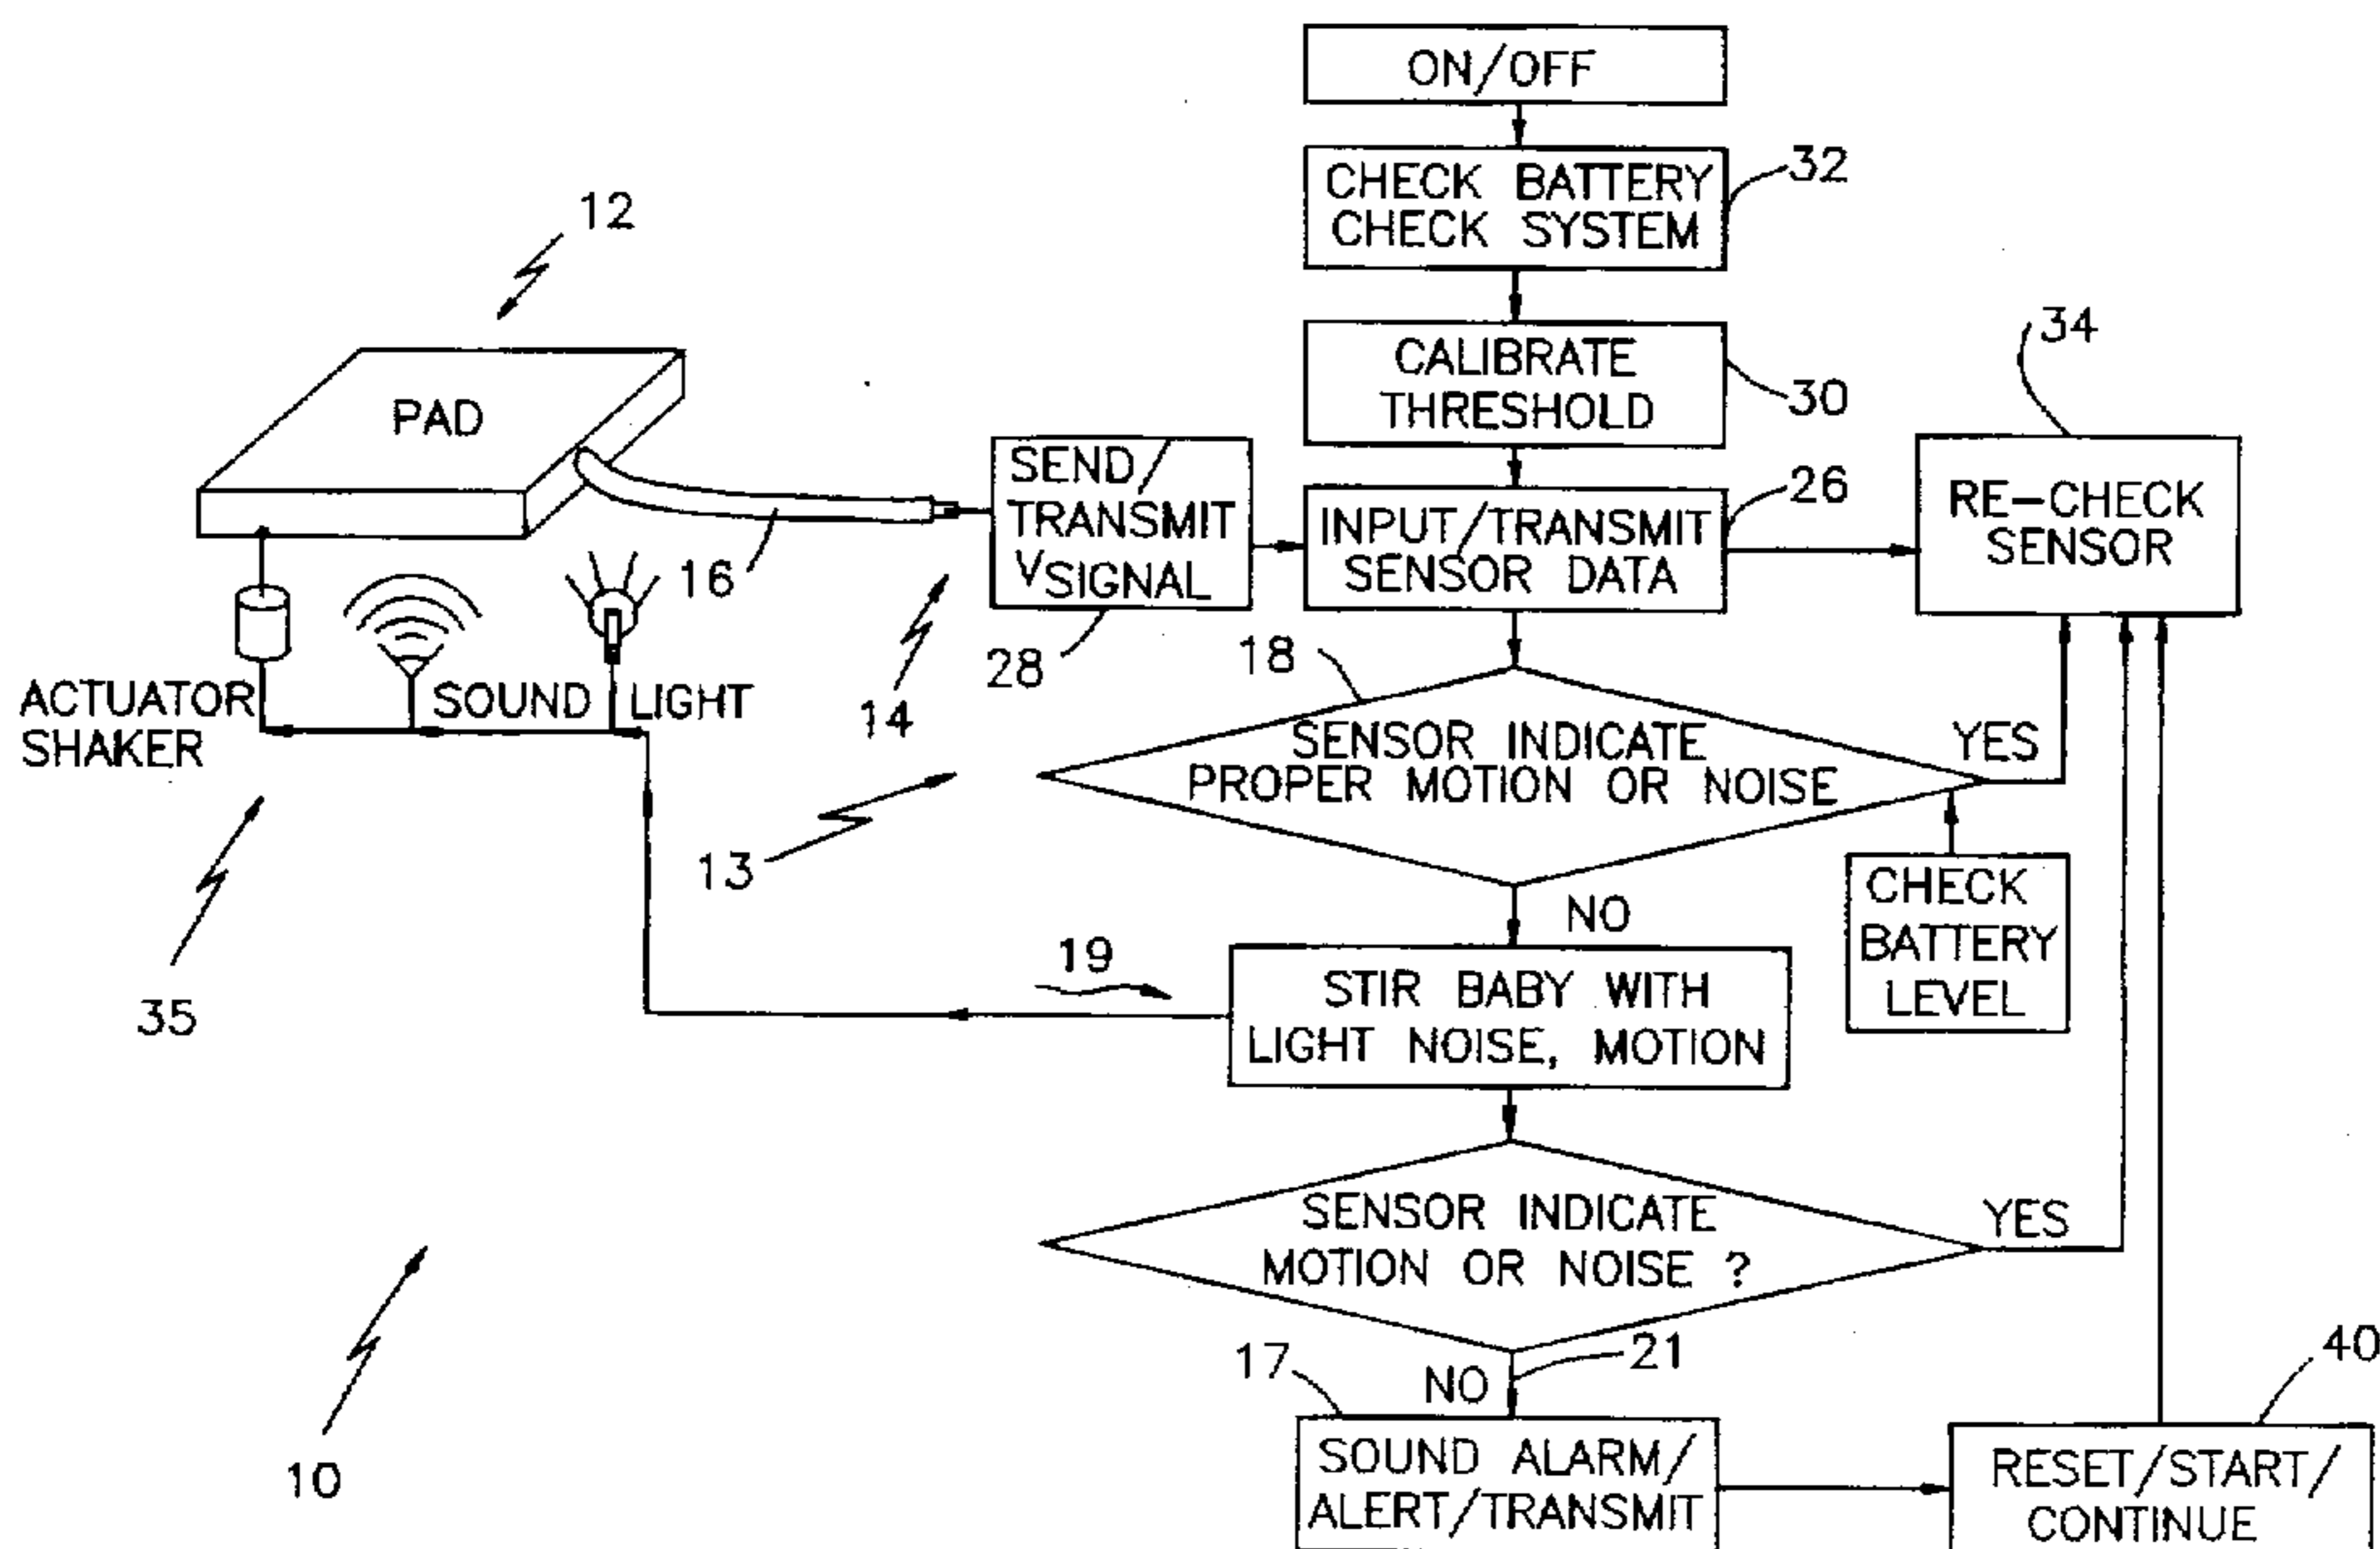 ON/OFF
CHECK BATTERY
CHECK SYSTEM
32
12
CALIBRATE
THRESHOLD
30
34
PAD
SEND/
TRANSMIT
VSIGNAL
28
INPUT/TRANSMIT
SENSOR DATA
26
RE-CHECK
SENSOR
16
14
18
ACTUATOR
SHAKER
SOUND
LIGHT
SENSOR INDICATE
PROPER MOTION OR NOISE
YES
13
NO
CHECK
BATTERY
LEVEL
19
STIR BABY WITH
LIGHT NOISE, MOTION
35
SENSOR INDICATE
MOTION OR NOISE ?
YES
21
NO
17
40
10
SOUND ALARM/
ALERT/TRANSMIT
RESET/START/
CONTINUE